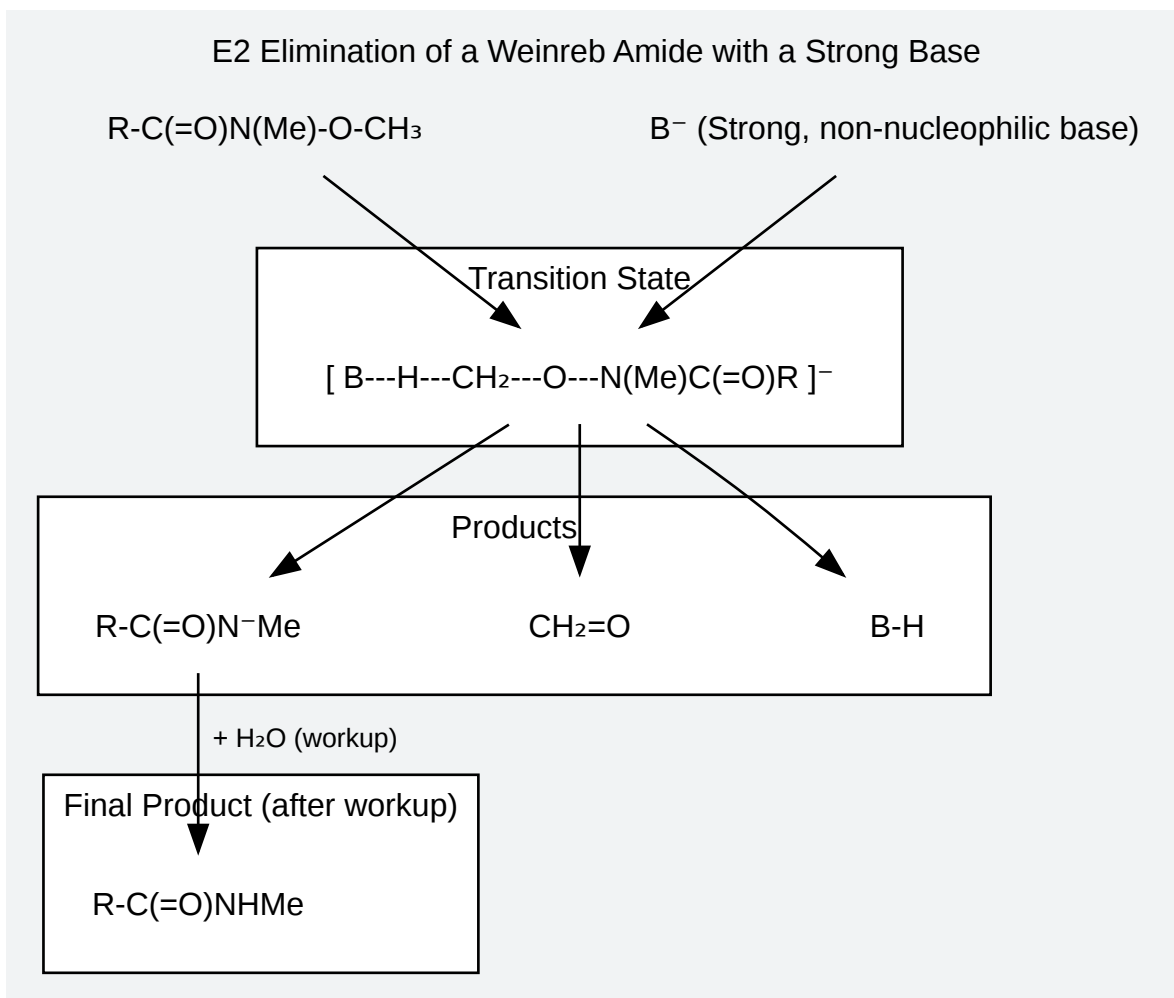 E2 Elimination of a Weinreb Amide with a Strong Base
R-C(=O)N(Me)-O-CH₃
B⁻ (Strong, non-nucleophilic base)
Transition State
[ B---H---CH₂---O---N(Me)C(=O)R ]⁻
Products
R-C(=O)N⁻Me
CH₂=O
B-H
+ H₂O (workup)
Final Product (after workup)
R-C(=O)NHMe